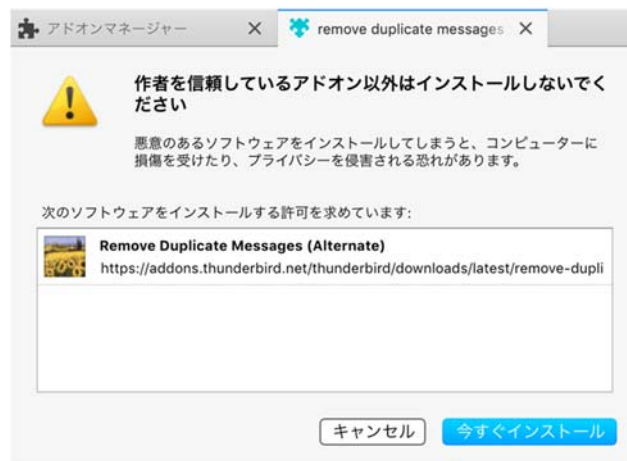 アドオンマネージャー
remove duplicate messages
作者を信頼しているアドオン以外はインストールしないでく
ださい
悪意のあるソフトウェアをインストールしてしまうと、コンピューターに
損傷を受けたり、プライバシーを侵害される恐れがあります。
次のソフトウェアをインストールする許可を求めています:
Remove Duplicate Messages (Alternate)
https://addons.thunderbird.net/thunderbird/downloads/latest/remove-dupli
キャンセル
今すぐインストール